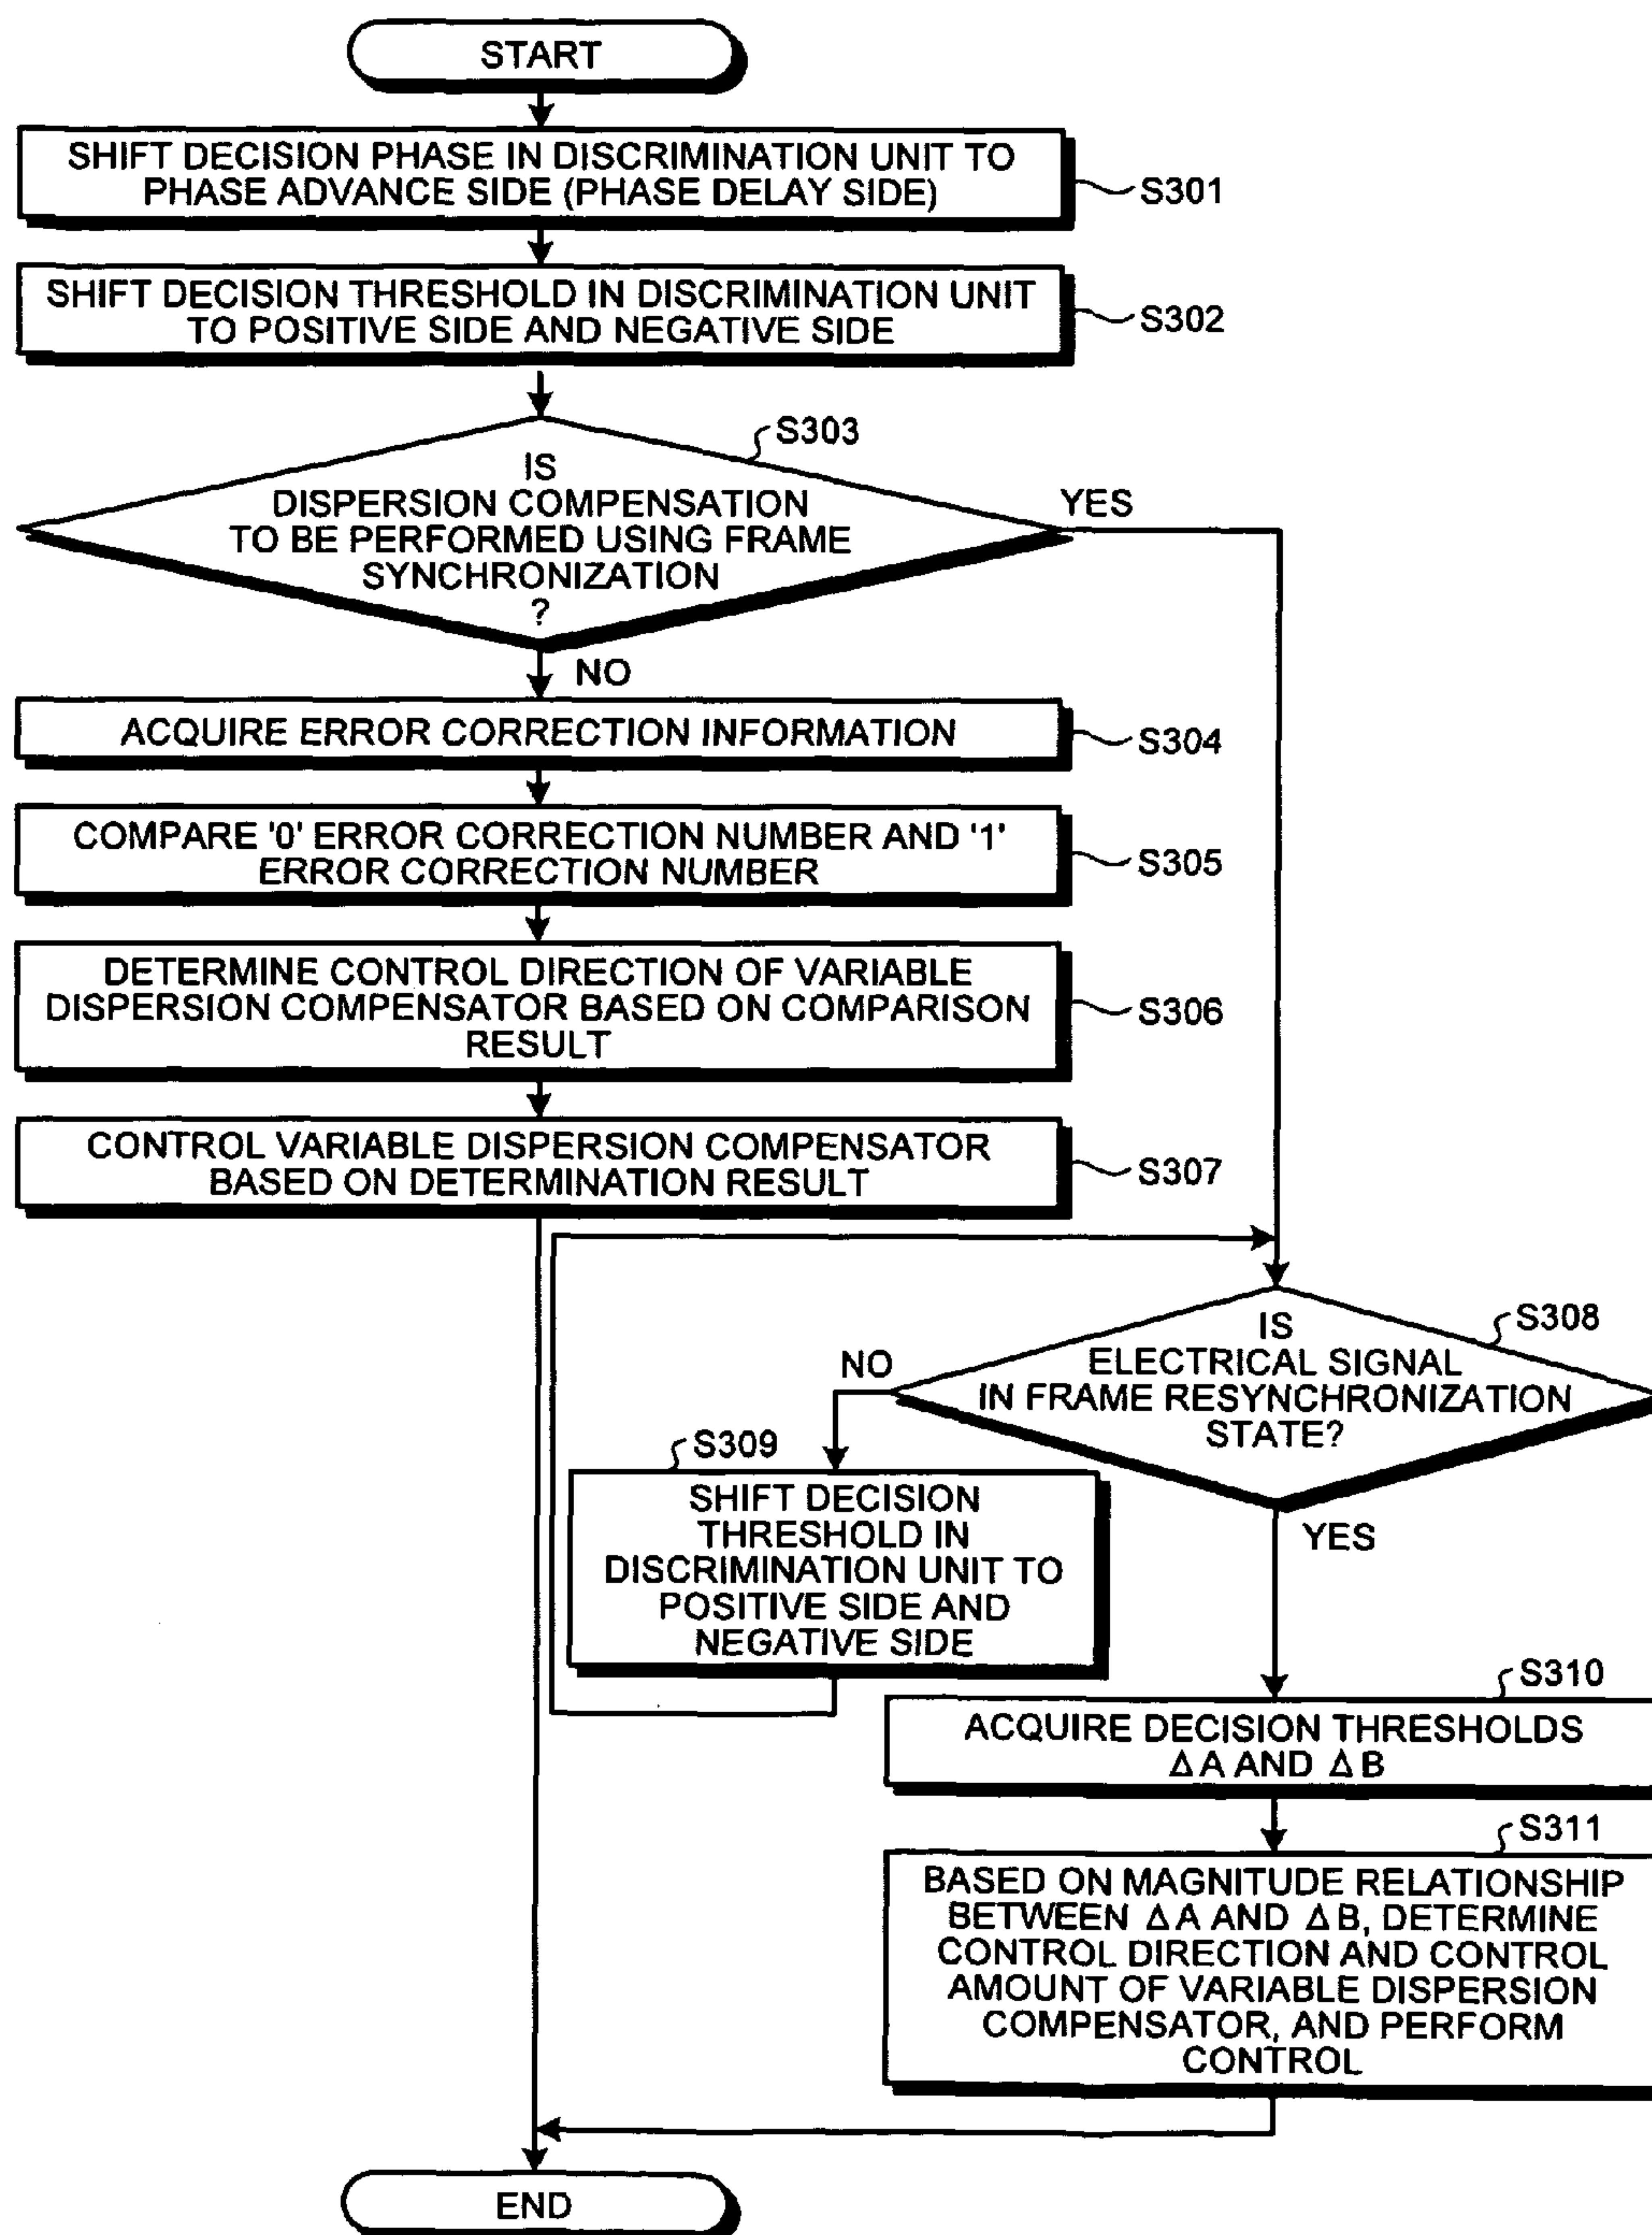 START
SHIFT DECISION PHASE IN DISCRIMINATION UNIT TO
PHASE ADVANCE SIDE (PHASE DELAY SIDE)
S301
SHIFT DECISION THRESHOLD IN DISCRIMINATION UNIT
TO POSITIVE SIDE AND NEGATIVE SIDE
S302
S303
IS
DISPERSION COMPENSATION
TO BE PERFORMED USING FRAME
SYNCHRONIZATION
?
YES
NO
ACQUIRE ERROR CORRECTION INFORMATION
S304
COMPARE '0' ERROR CORRECTION NUMBER AND '1'
ERROR CORRECTION NUMBER
S305
DETERMINE CONTROL DIRECTION OF VARIABLE
DISPERSION COMPENSATOR BASED ON COMPARISON
RESULT
S306
CONTROL VARIABLE DISPERSION COMPENSATOR
BASED ON DETERMINATION RESULT
S307
S308
IS
ELECTRICAL SIGNAL
IN FRAME RESYNCHRONIZATION
STATE?
NO
YES
S309
SHIFT DECISION
THRESHOLD IN
DISCRIMINATION UNIT TO
POSITIVE SIDE AND
NEGATIVE SIDE
S310
ACQUIRE DECISION THRESHOLDS
ΔA AND ΔB
S311
BASED ON MAGNITUDE RELATIONSHIP
BETWEEN ΔA AND ΔB, DETERMINE
CONTROL DIRECTION AND CONTROL
AMOUNT OF VARIABLE DISPERSION
COMPENSATOR, AND PERFORM
CONTROL
END